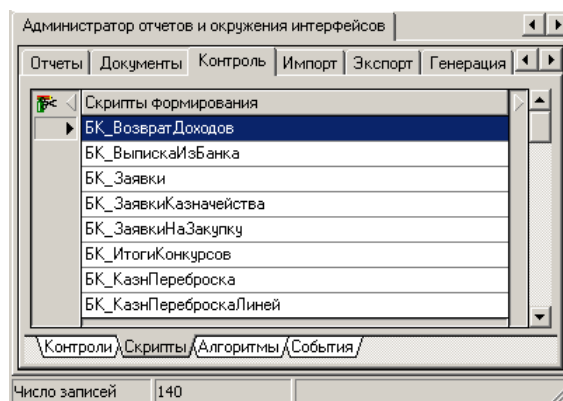 Администратор отчетов и окружения интерфейсов
Отчеты Документы Контроль Импорт Экспорт Генерация
Скрипты формирования
БК_ВозвратДоходов
БК_ВыпискаИзБанка
БК_Заявки
БК_ЗаявкиКазначейства
БК_ЗаявкиНаЗакупку
БК_ИтогиКонкурсов
БК_КазнПереброска
БК_КазнПереброскаЛиней
Контроли Скрипты Алгоритмы События
Число записей 140